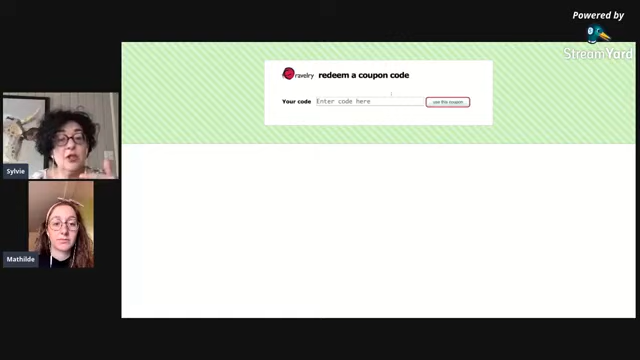 Powered by
StreamYard
ravelry redeem a coupon code
Your code Enter code here use this coupon
Sylvie
Mathilde